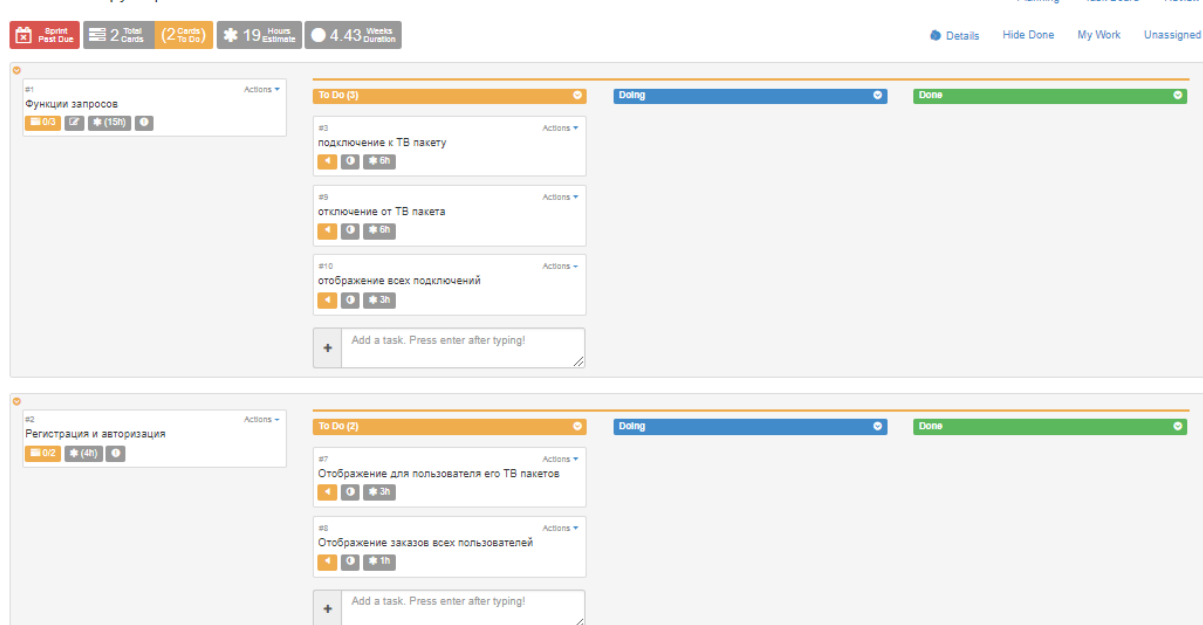 Planning Task Board Review
Sprint Past Due 2 Total Cards (2 Cards To Do) 19 Hours Estimate 4.43 Weeks Duration Details Hide Done My Work Unassigned
#1 Actions
Функции запросов
0/3 (15h)
To Do (3) Doing Done
#3 Actions
подключение к ТВ пакету
6h
#9 Actions
отключение от ТВ пакета
6h
#10 Actions
отображение всех подключений
3h
+ Add a task. Press enter after typing!
#2 Actions
Регистрация и авторизация
0/2 (4h)
To Do (2) Doing Done
#7 Actions
Отображение для пользователя его ТВ пакетов
3h
#8 Actions
Отображение заказов всех пользователей
1h
+ Add a task. Press enter after typing!